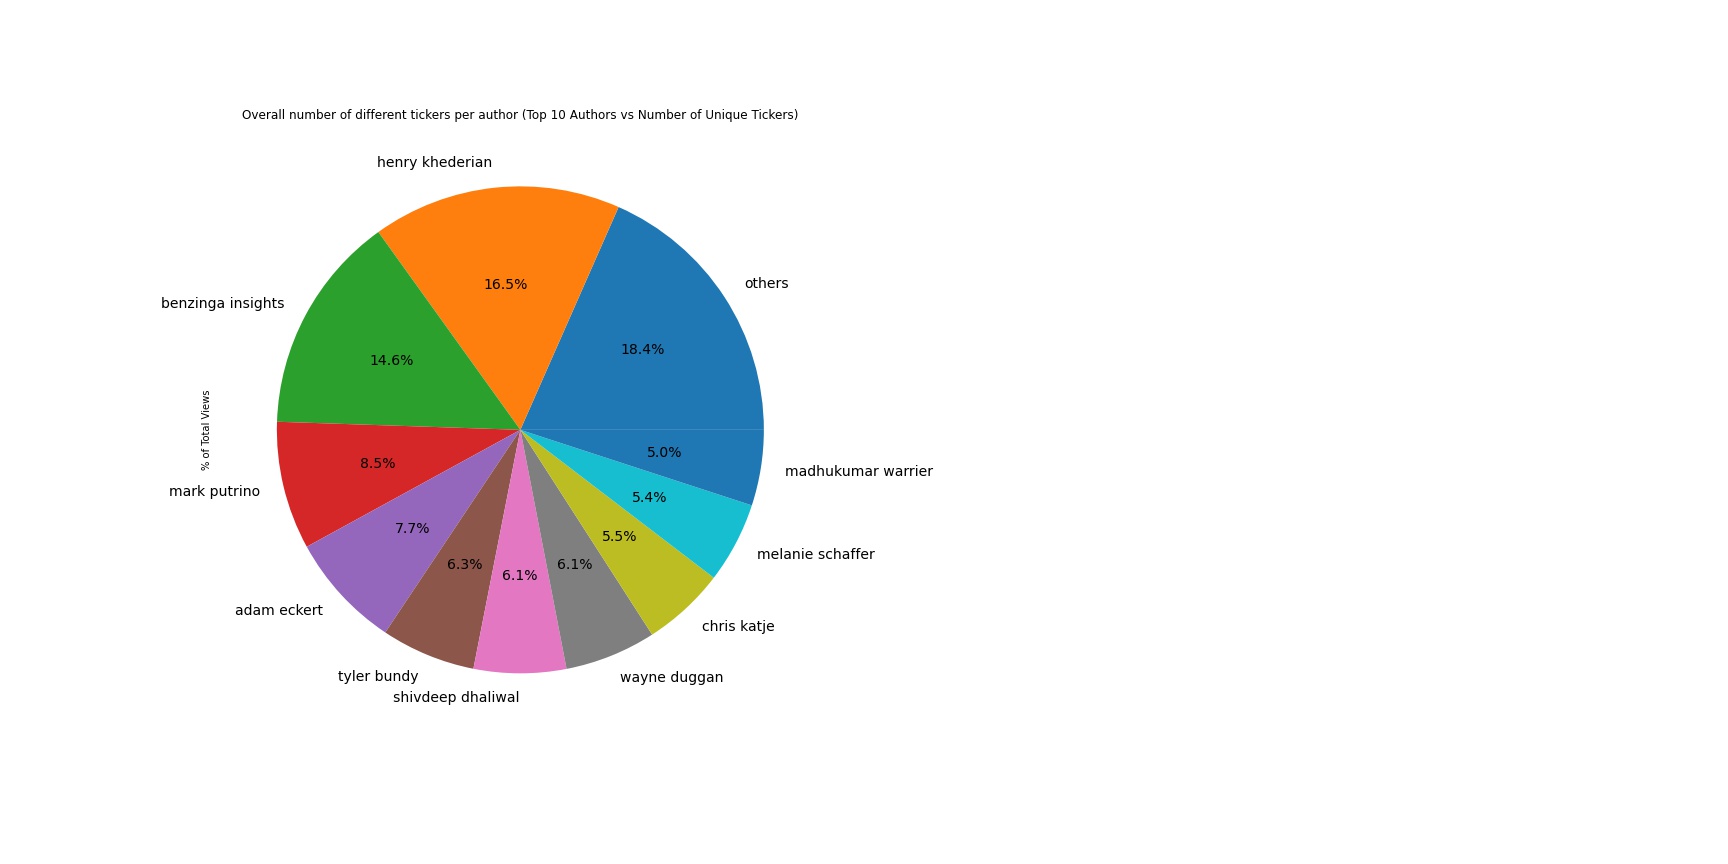 Overall number of different tickers per author (Top 10 Authors vs Number of Unique Tickers)
henry khederian
others
16.5%
benzinga insights
18.4%
14.6%
% of Total Views
5.0%
8.5%
madhukumar warrier
mark putrino
5.4%
7.7%
5.5%
melanie schaffer
6.3%
6.1%
6.1%
adam eckert
chris katje
tyler bundy
wayne duggan
shivdeep dhaliwal